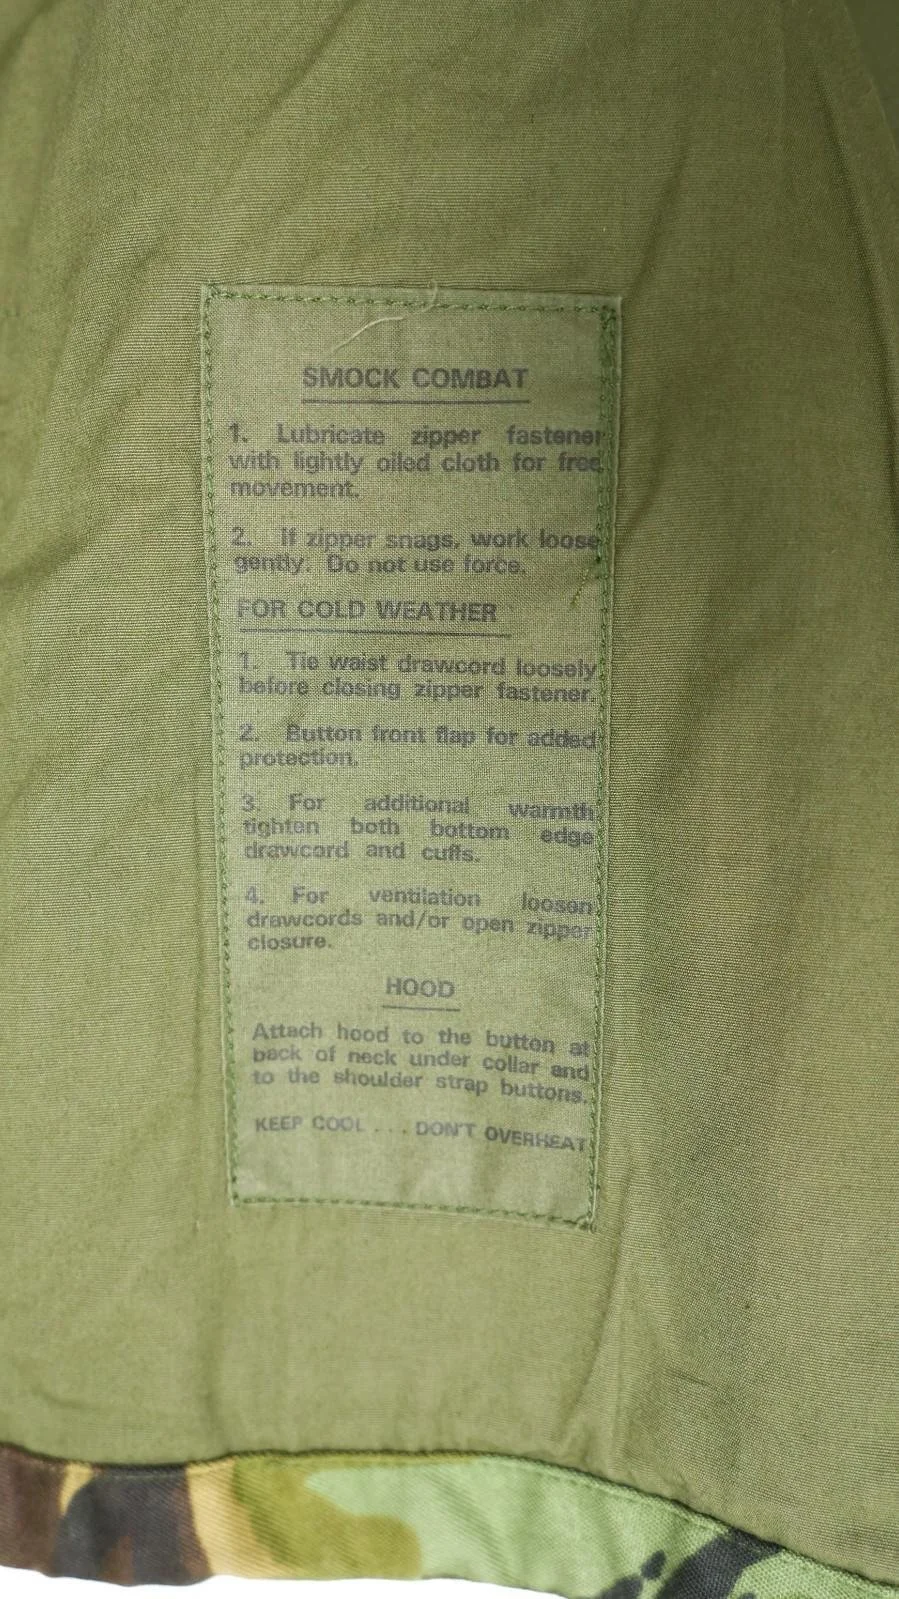 SMOCK COMBAT
1. Lubricate zipper fastener
with lightly oiled cloth for free
movement.
2. If zipper snags, work loose
gently. Do not use force.
FOR COLD WEATHER
1. Tie waist drawcord loosely
before closing zipper fastener.
2. Button front flap for added
protection.
3. For additional warmth
tighten both bottom edge
drawcord and cuffs.
4. For ventilation loosen
drawcords and/or open zipper
closure.
HOOD
Attach hood to the button at
back of neck under collar and
to the shoulder strap buttons.
KEEP COOL . . . DON'T OVERHEAT